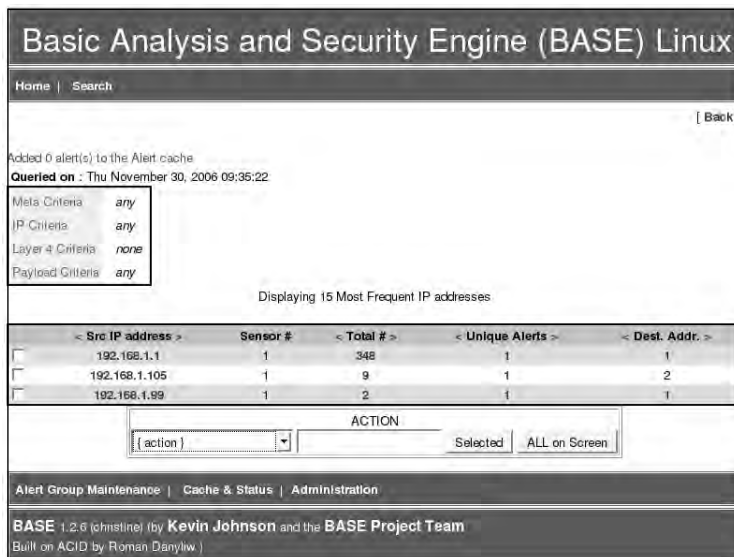 Basic Analysis and Security Engine (BASE) Linux
Home | Search
[ Back
Added 0 alert(s) to the Alert cache
Queried on : Thu November 30, 2006 09:35:22
Meta Criteria any
IP Criteria any
Layer 4 Criteria none
Payload Criteria any
Displaying 15 Most Frequent IP addresses
< Src IP address > Sensor # < Total # > < Unique Alerts > < Dest. Addr. >
192.168.1.1 1 348 1 1
192.168.1.105 1 9 1 2
192.168.1.99 1 2 1 1
ACTION
{ action } Selected ALL on Screen
Alert Group Maintenance | Cache & Status | Administration
BASE 1.2.6 (christine) (by Kevin Johnson and the BASE Project Team
Built on ACID by Roman Danyliw )